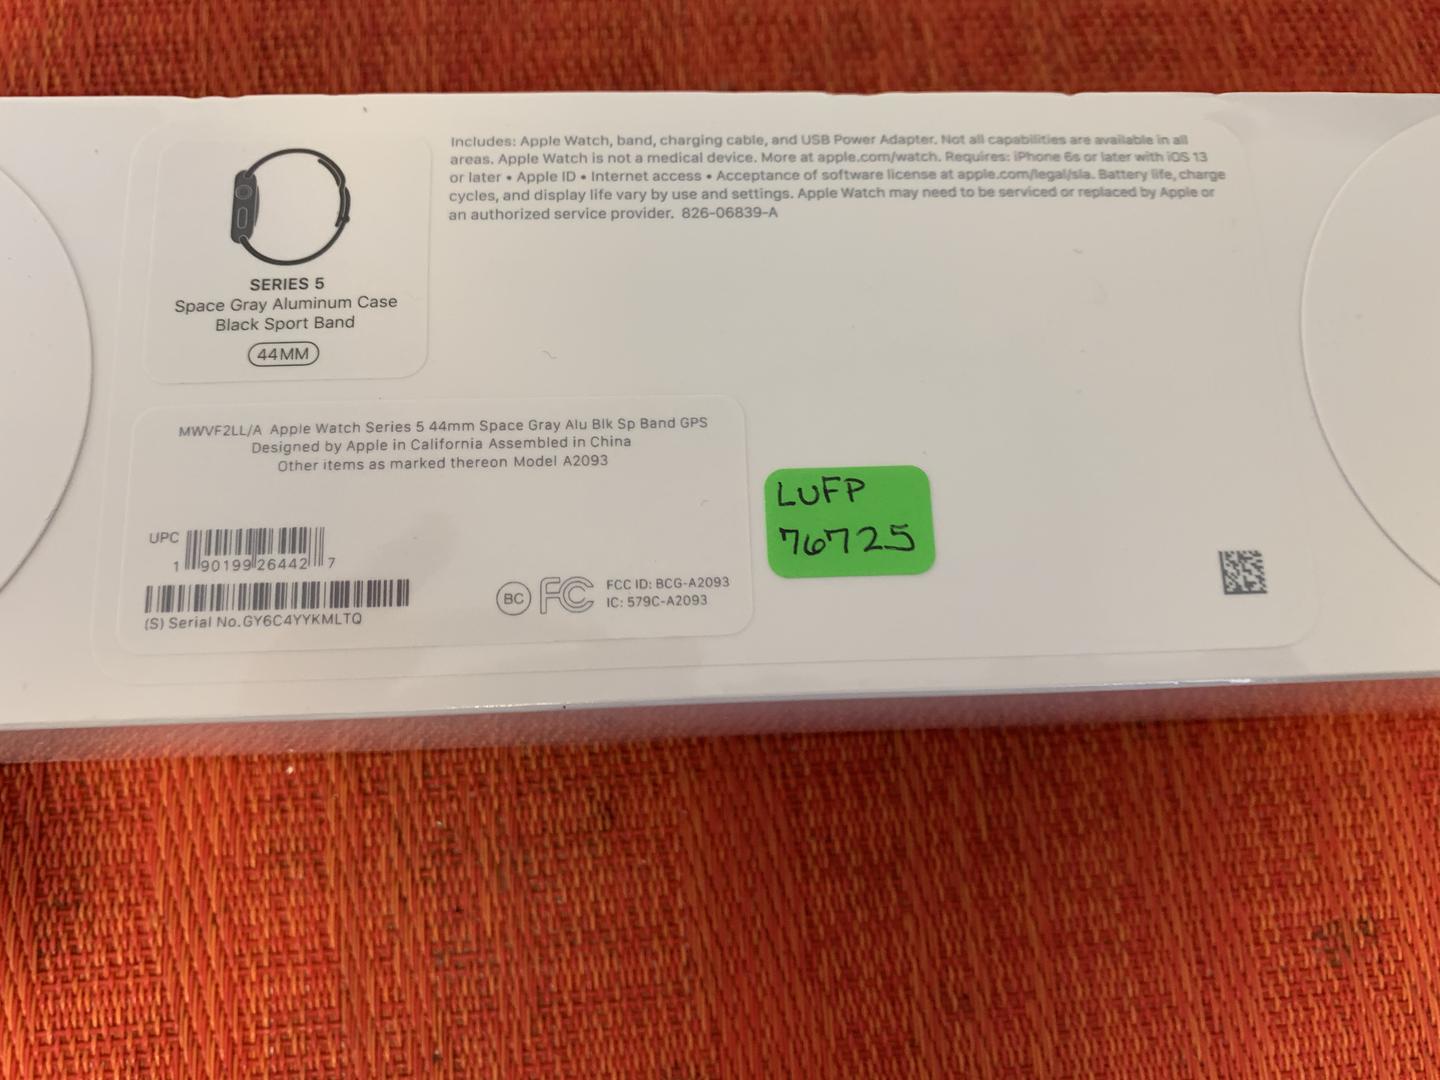 Includes: Apple Watch, band, charging cable, and USB Power Adapter. Not all capabilities are available in all
areas. Apple Watch is not a medical device. More at apple.com/watch. Requires: iPhone 6s or later with iOS 13
or later • Apple ID • Internet access • Acceptance of software license at apple.com/legal/sla. Battery life, charge
cycles, and display life vary by use and settings. Apple Watch may need to be serviced or replaced by Apple or
an authorized service provider. 826-06839-A
SERIES 5
Space Gray Aluminum Case
Black Sport Band
44MM
MWVF2LL/A Apple Watch Series 5 44mm Space Gray Alu Blk Sp Band GPS
Designed by Apple in California Assembled in China
Other items as marked thereon Model A2093
UPC
1 90199 26442 7
(S) Serial No. GY6C4YYKMLTQ
BC FC
FCC ID: BCG-A2093
IC: 579C-A2093
LUFP
76725